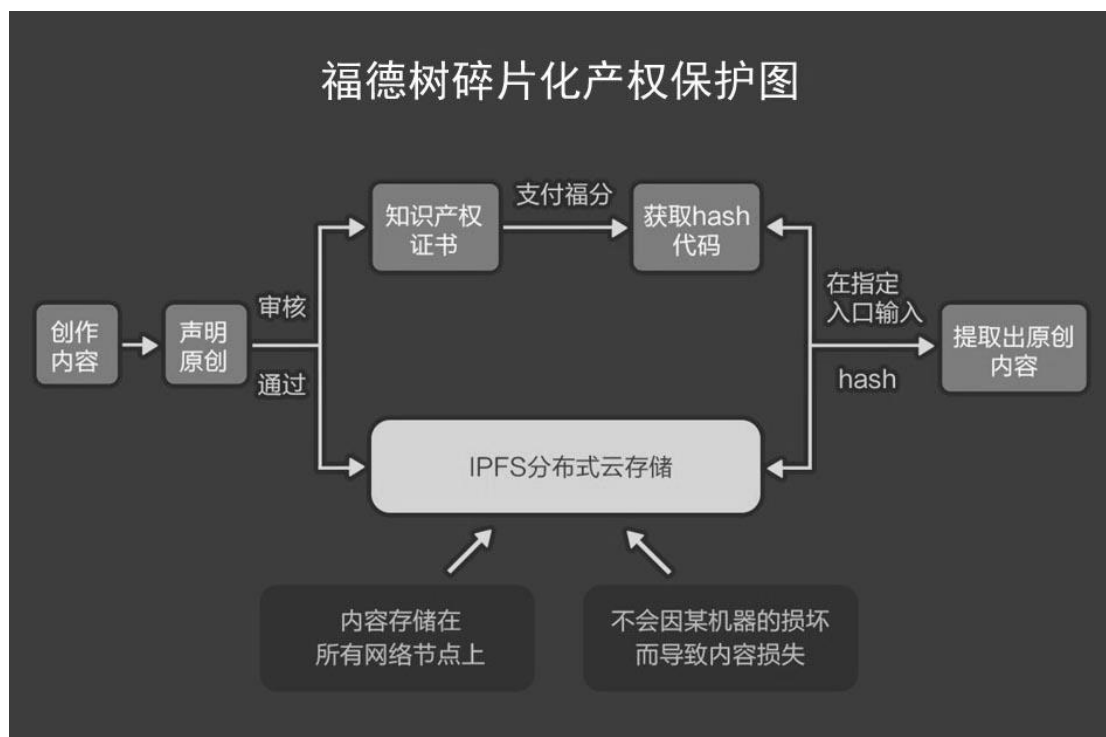 福德树碎片化产权保护图
创作
内容
声明
原创
审核
通过
知识产权
证书
支付福分
获取hash
代码
在指定
入口输入
hash
提取出原创
内容
IPFS分布式云存储
内容存储在
所有网络节点上
不会因某机器的损坏
而导致内容损失